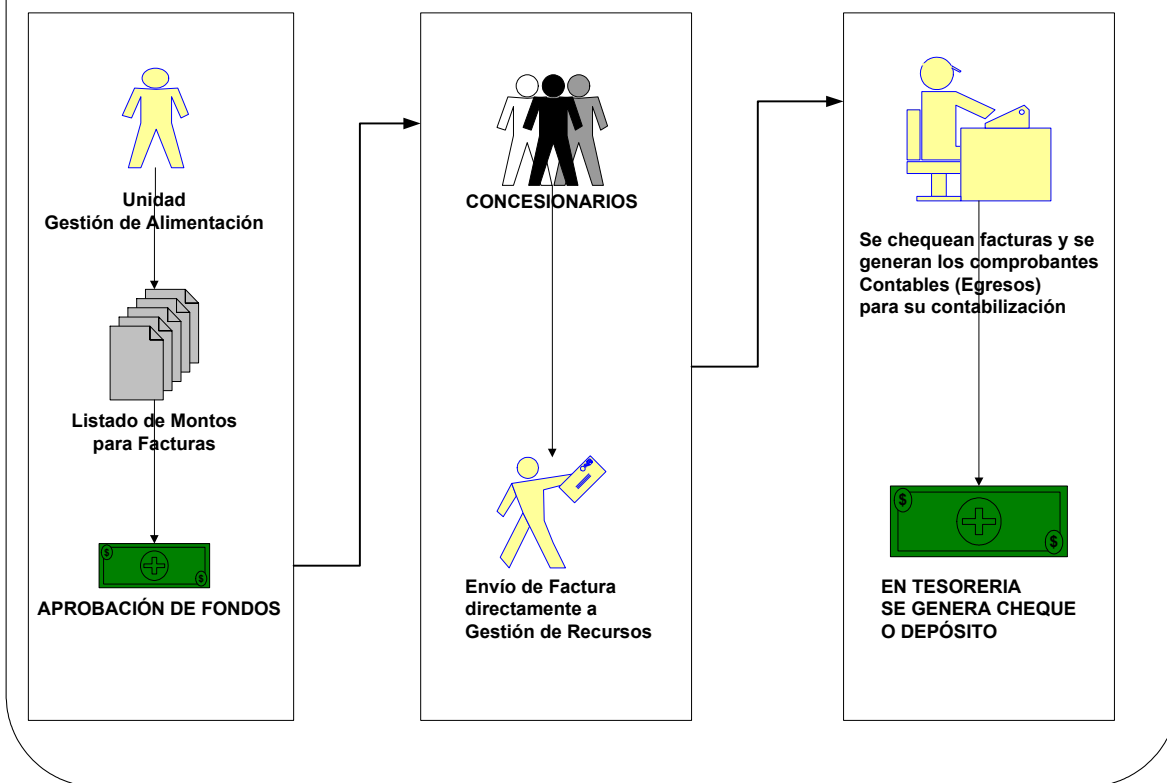 Unidad
Gestión de Alimentación
Listado de Montos
para Facturas
$
$
APROBACIÓN DE FONDOS
CONCESIONARIOS
Envío de Factura
directamente a
Gestión de Recursos
Se chequean facturas y se
generan los comprobantes
Contables (Egresos)
para su contabilización
$
$
EN TESORERIA
SE GENERA CHEQUE
O DEPÓSITO